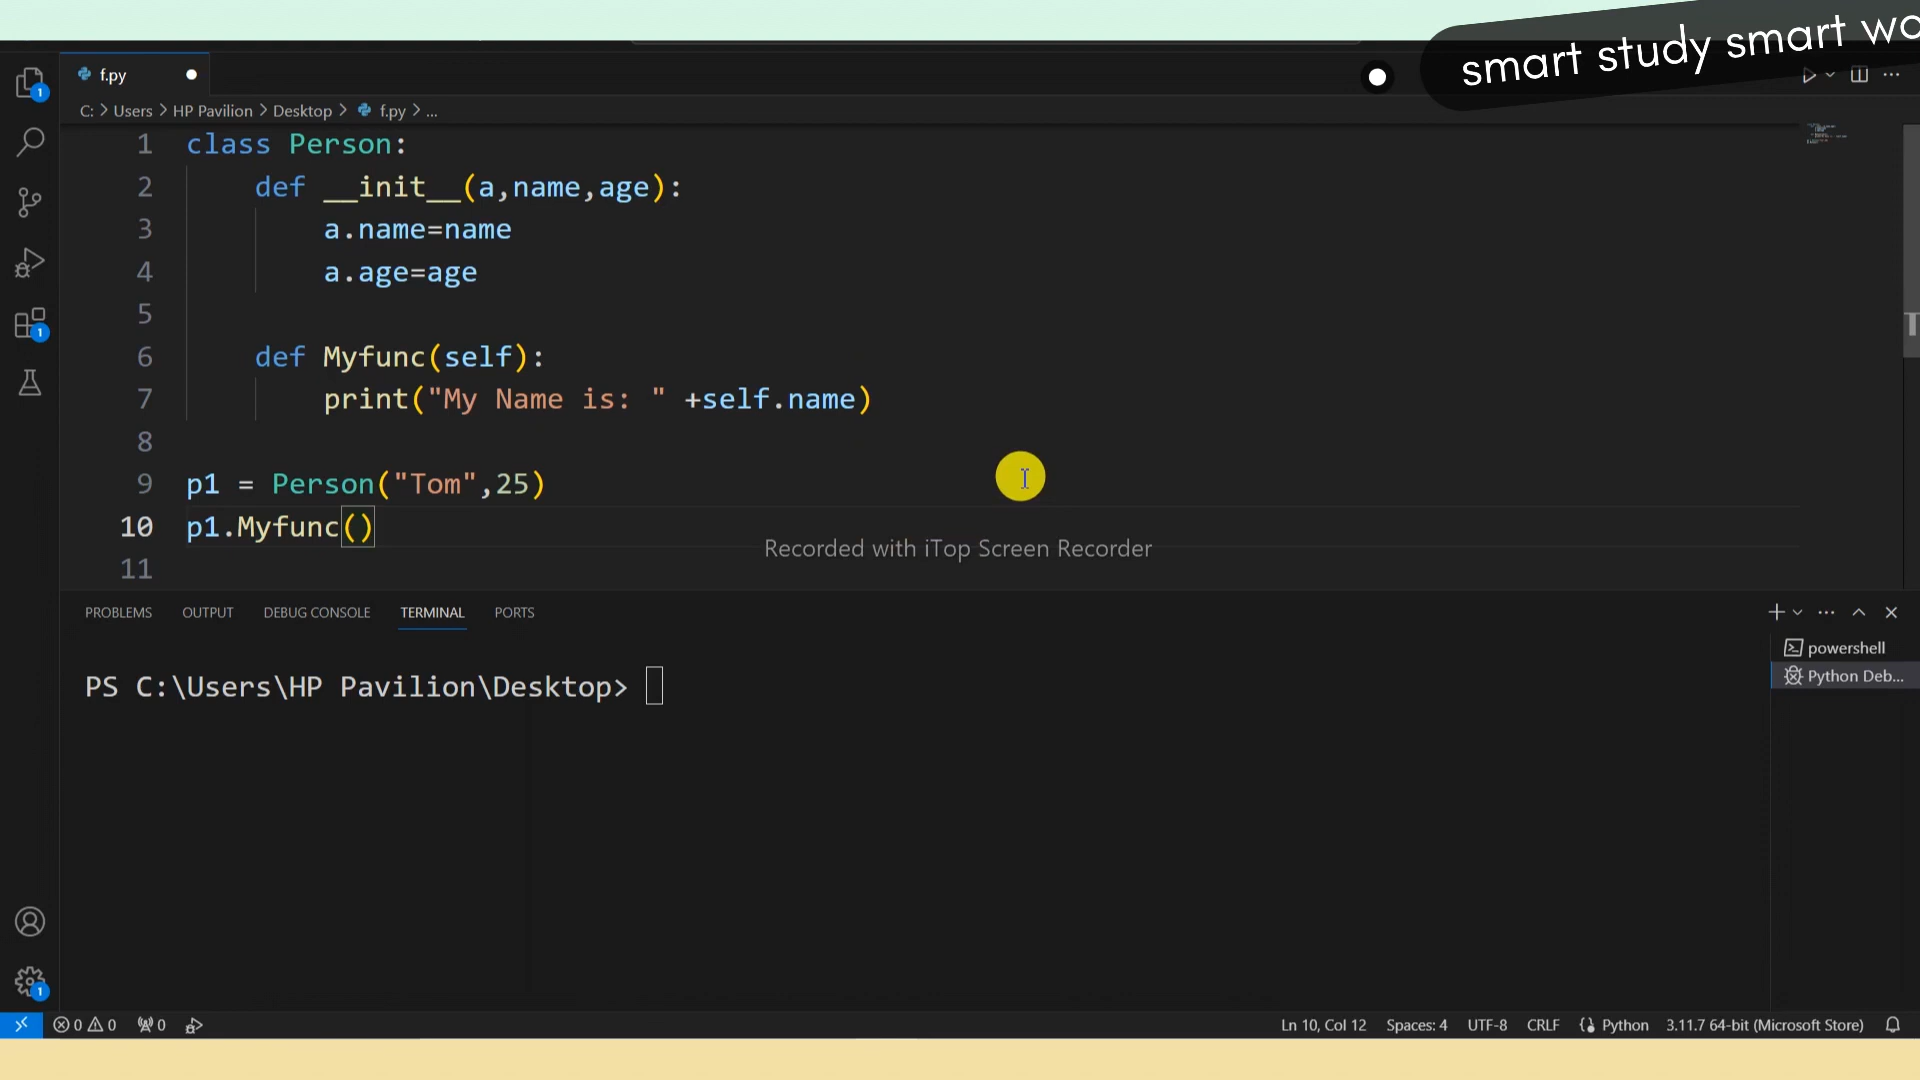 smart study smart wo
f.py
C: > Users > HP Pavilion > Desktop > f.py > ...
1 class Person:
2 def __init__(a,name,age):
3 a.name=name
4 a.age=age
5
6 def Myfunc(self):
7 print("My Name is: " +self.name)
8
9 p1 = Person("Tom",25)
10 p1.Myfunc()
Recorded with iTop Screen Recorder
11
PROBLEMS OUTPUT DEBUG CONSOLE TERMINAL PORTS
powershell
PS C:\Users\HP Pavilion\Desktop>
Python Deb...
Ln 10, Col 12 Spaces: 4 UTF-8 CRLF Python 3.11.7 64-bit (Microsoft Store)
0 0 0
1
1
1
T